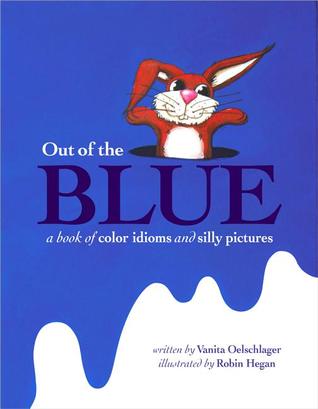 Out of the
BLUE
a book of color idioms and silly pictures
written by Vanita Oelschlager
illustrated by Robin Hegan